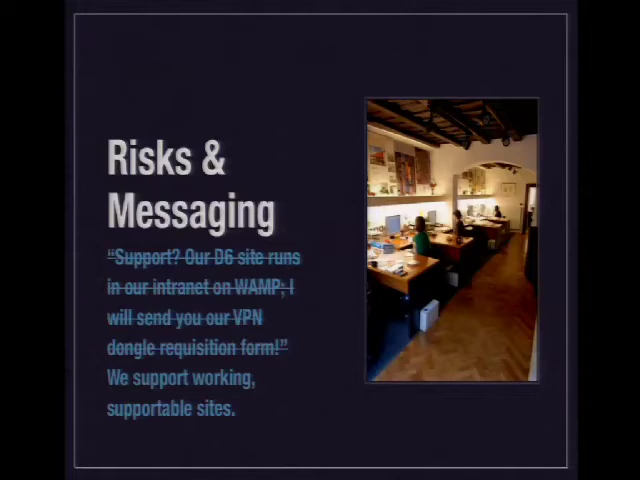 Risks &
Messaging
“Support? Our D6 site runs
in our intranet on WAMP; I
will send you our VPN
dongle requisition form!”
We support working,
supportable sites.